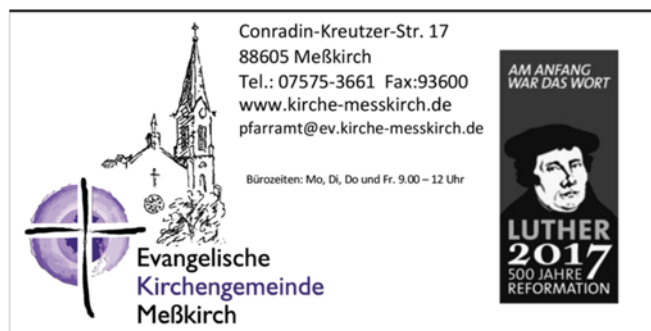 Conradin-Kreutzer-Str. 17
88605 Meßkirch
Tel.: 07575-3661  Fax:93600
www.kirche-messkirch.de
pfarramt@ev.kirche-messkirch.de
Bürozeiten: Mo, Di, Do und Fr. 9.00 – 12 Uhr
Evangelische
Kirchengemeinde
Meßkirch
AM ANFANG
WAR DAS WORT
LUTHER
2017
500 JAHRE
REFORMATION